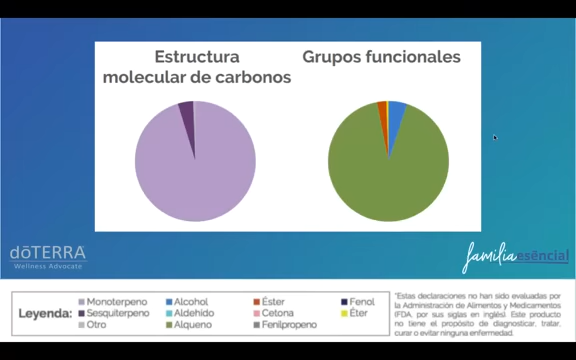 Estructura
molecular de carbonos
Grupos funcionales
dōTERRA
Wellness Advocate
familia esēncial
Leyenda:
Monoterpeno
Alcohol
Éster
Fenol
Sesquiterpeno
Aldehído
Cetona
Éter
Otro
Alqueno
Fenilpropeno
"Estas declaraciones no han sido evaluadas por
la Administración de Alimentos y Medicamentos
(FDA, por sus siglas en inglés). Este producto
no tiene el propósito de diagnosticar, tratar,
curar o evitar ninguna enfermedad.